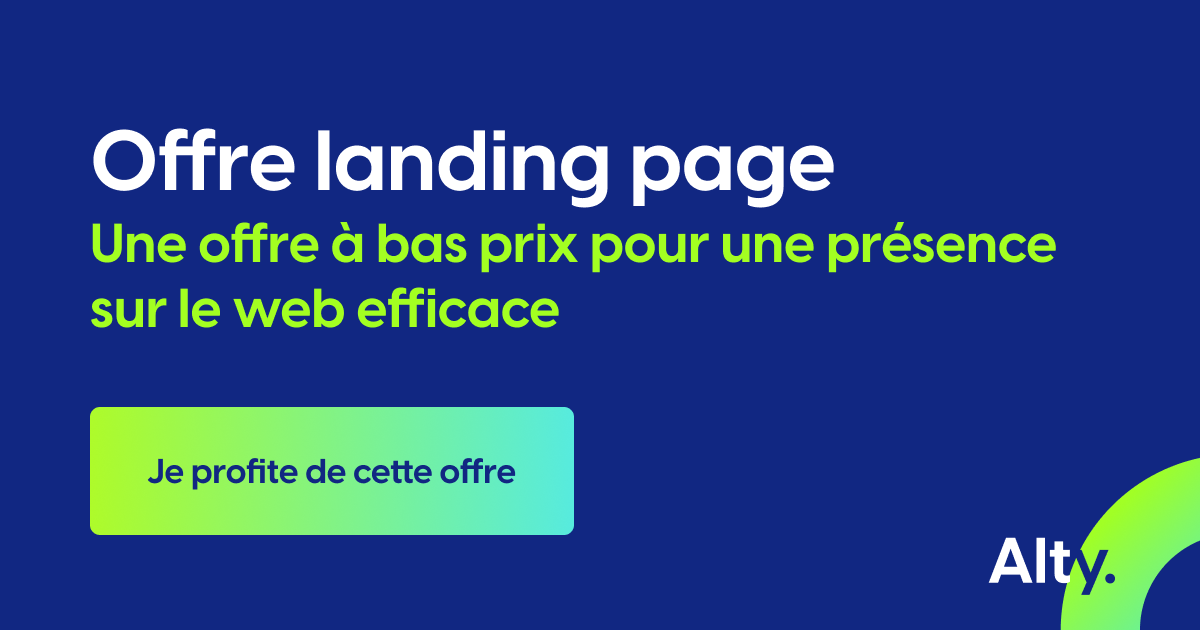 Offre landing page
Une offre à bas prix pour une présence
sur le web efficace
Je profite de cette offre
Alty.